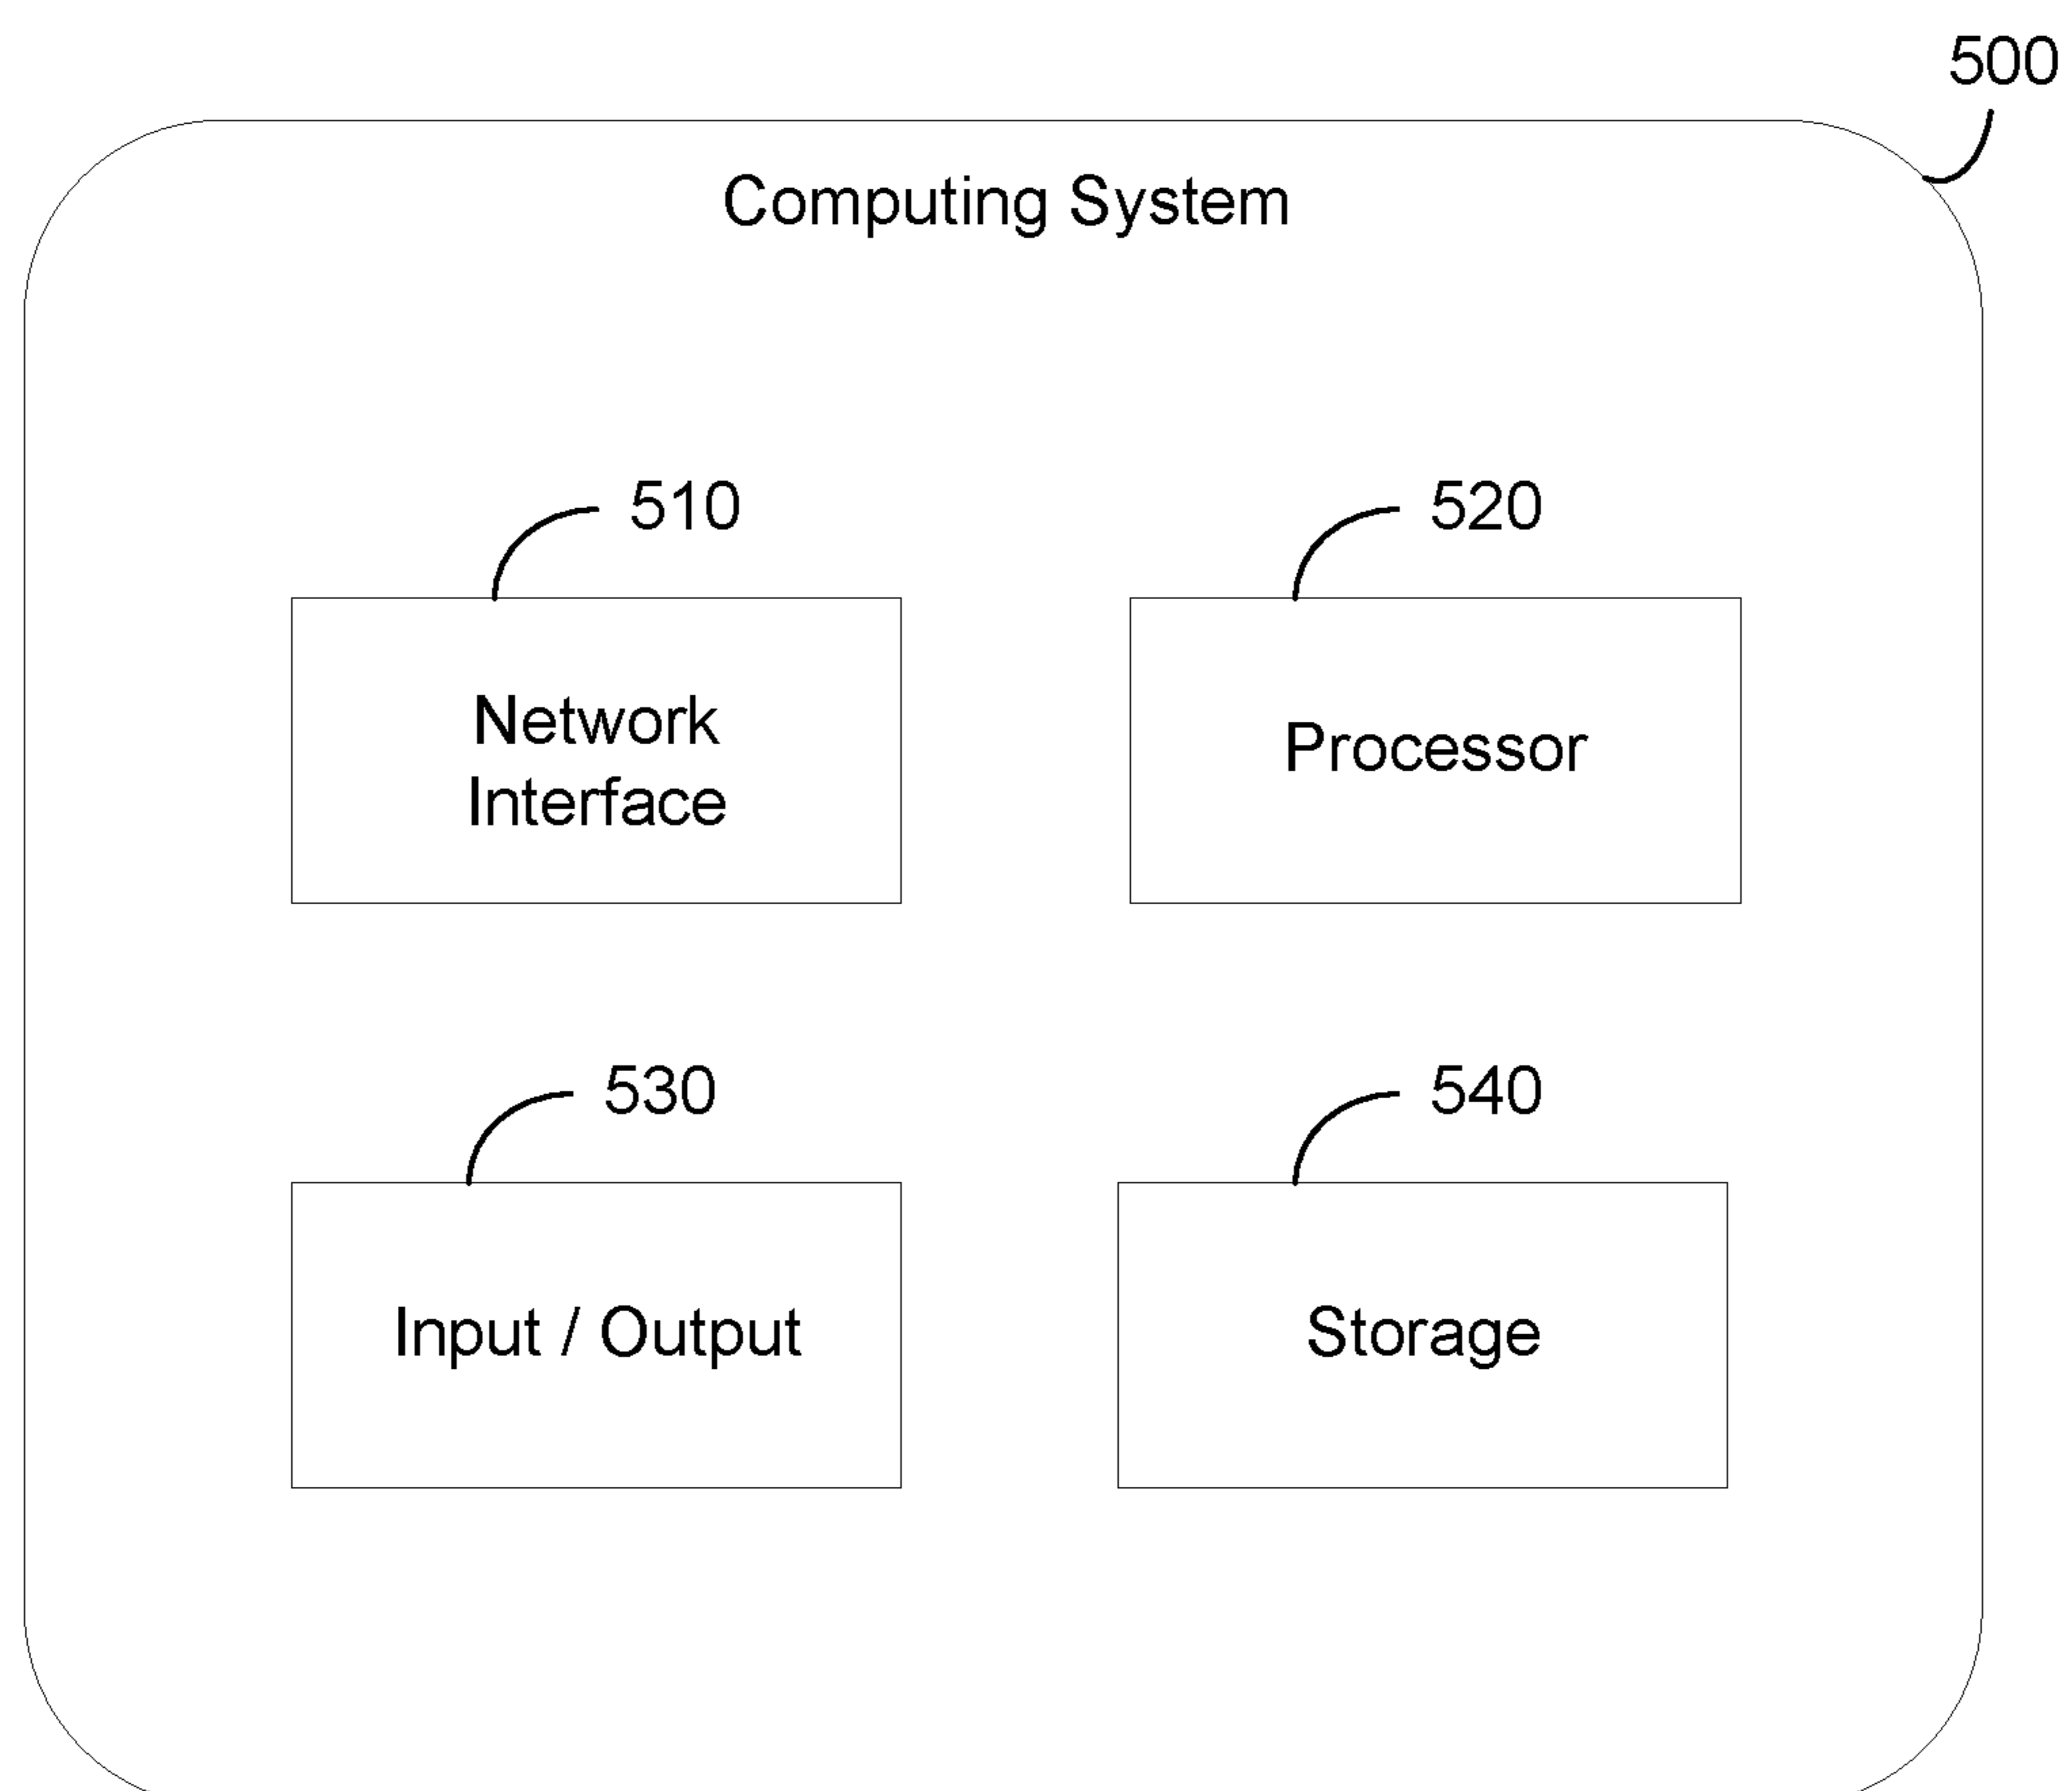 500
Computing System
510
520
Network
Interface
Processor
530
540
Input / Output
Storage